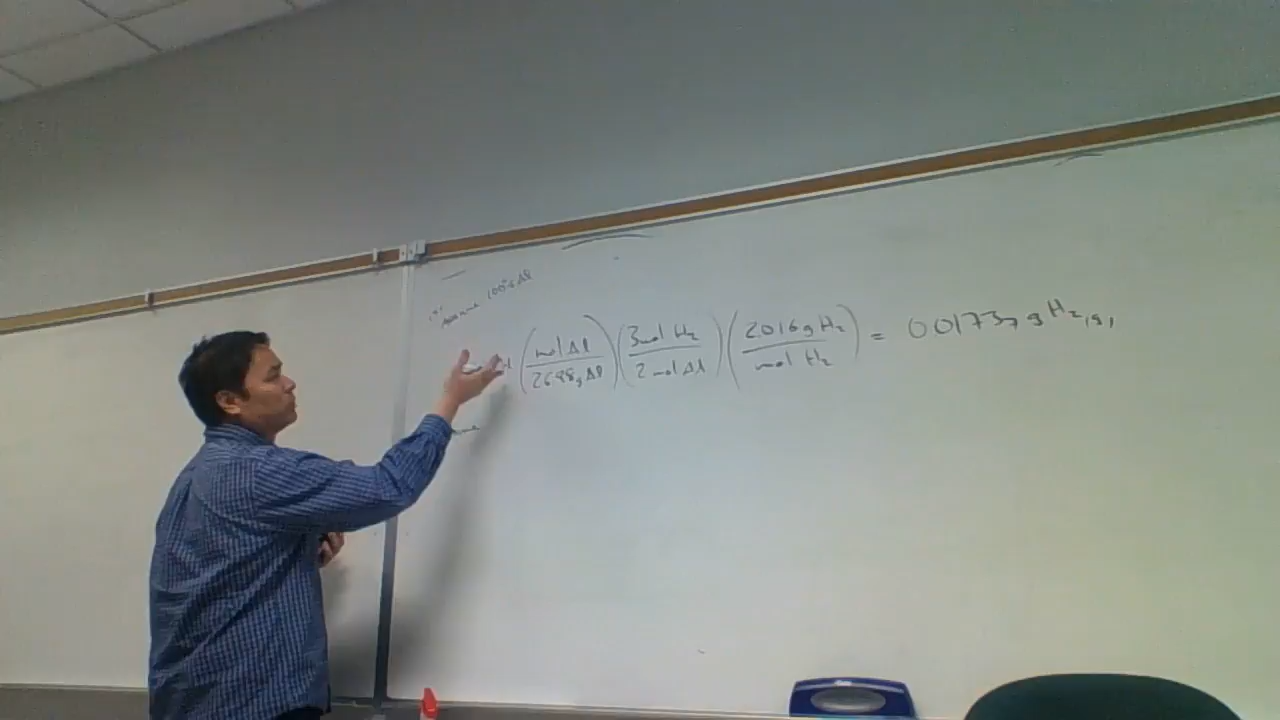 Assume 100% Al
(mol Al / 26.98 g Al) (3 mol H2 / 2 mol Al) (2.016 g H2 / mol H2) = 0.01737 g H2(g)